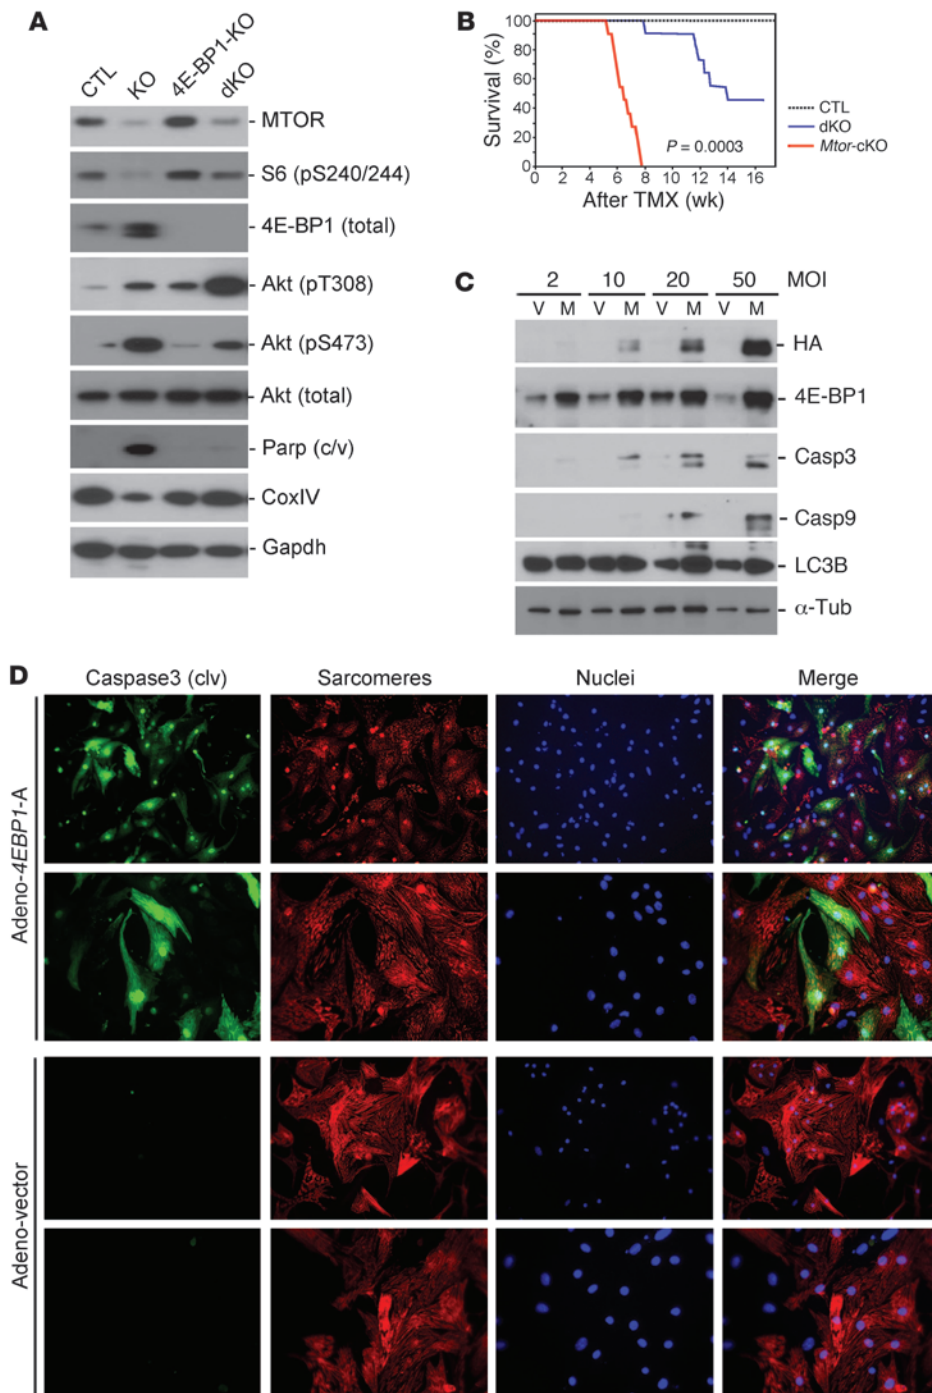 A
CTL
KO
4E-BP1-KO
dKO
- MTOR
- S6 (pS240/244)
- 4E-BP1 (total)
- Akt (pT308)
- Akt (pS473)
- Akt (total)
- Parp (c/v)
- CoxIV
- Gapdh
B
Survival (%)
100
80
60
40
20
0
0 2 4 6 8 10 12 14 16
After TMX (wk)
P = 0.0003
CTL
dKO
Mtor-cKO
C
2 10 20 50 MOI
V M V M V M V M
- HA
- 4E-BP1
- Casp3
- Casp9
- LC3B
- α-Tub
D
Caspase3 (clv) Sarcomeres Nuclei Merge
Adeno-4EBP1-A
Adeno-vector